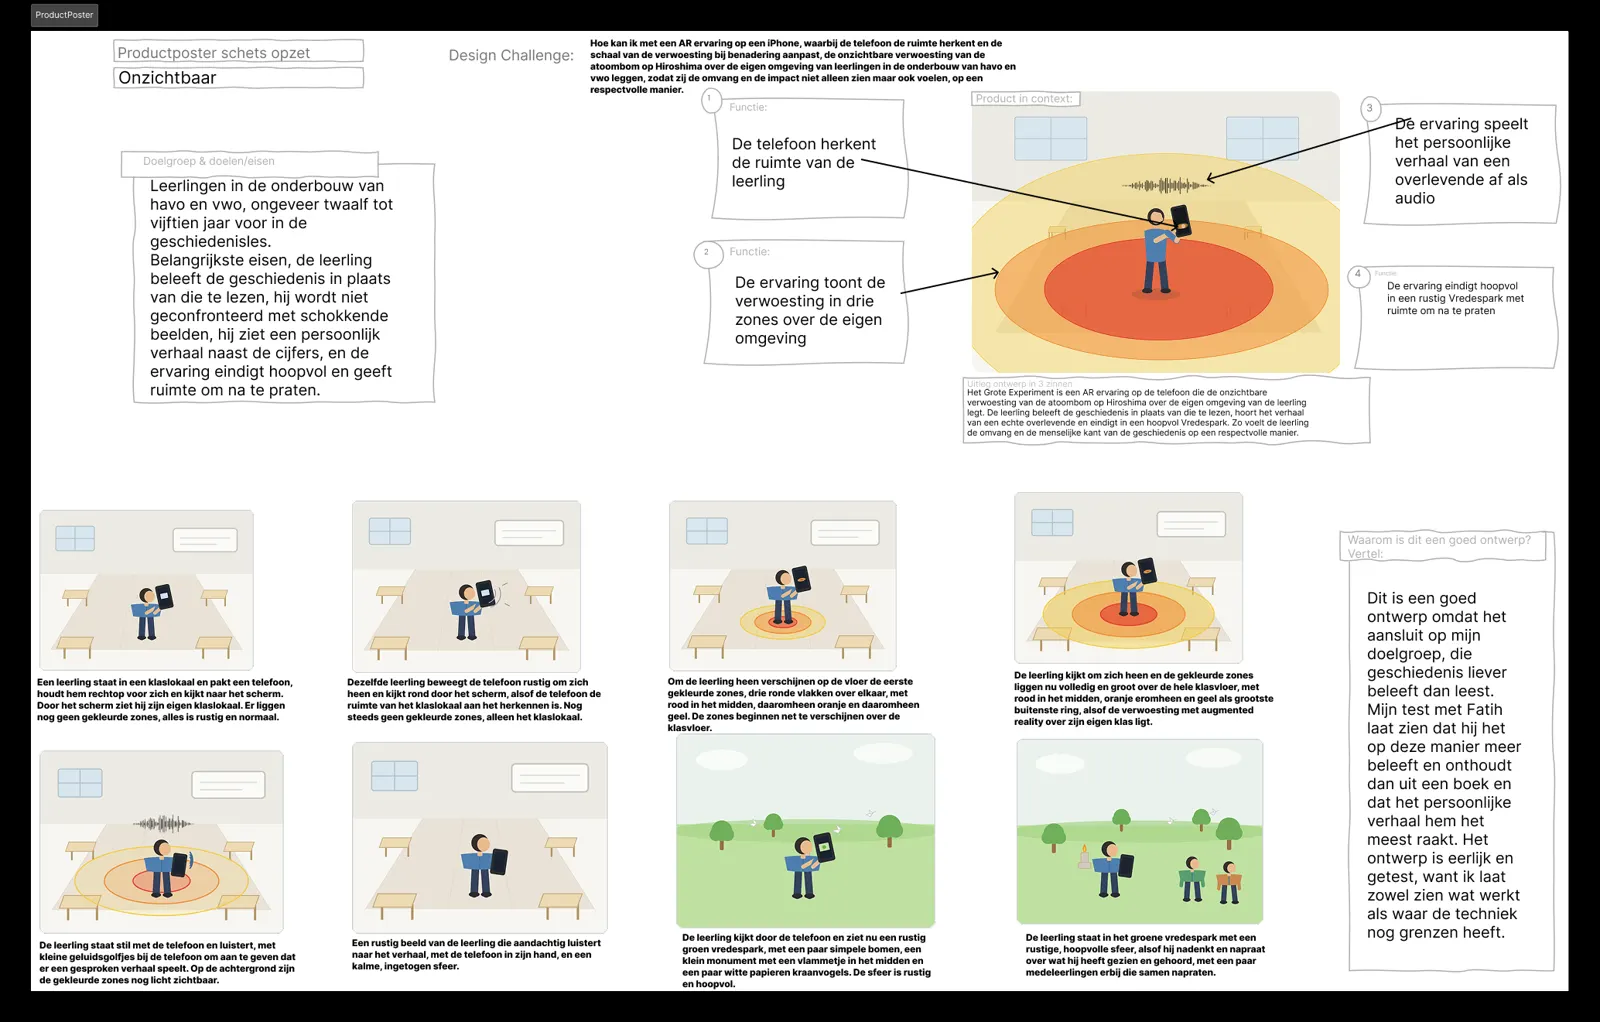 ProductPoster
Productposter schets opzet
Onzichtbaar
Design Challenge:
Hoe kan ik met een AR ervaring op een iPhone, waarbij de telefoon de ruimte herkent en de
schaal van de verwoesting bij benadering aanpast, de onzichtbare verwoesting van de
atoombom op Hiroshima over de eigen omgeving van leerlingen in de onderbouw van havo en
vwo leggen, zodat zij de omvang en de impact niet alleen zien maar ook voelen, op een
respectvolle manier.
Doelgroep & doelen/eisen
Leerlingen in de onderbouw van
havo en vwo, ongeveer twaalf tot
vijftien jaar voor in de
geschiedenisles.
Belangrijkste eisen, de leerling
beleeft de geschiedenis in plaats
van die te lezen, hij wordt niet
geconfronteerd met schokkende
beelden, hij ziet een persoonlijk
verhaal naast de cijfers, en de
ervaring eindigt hoopvol en geeft
ruimte om na te praten.
1
Functie:
De telefoon herkent
de ruimte van de
leerling
2
Functie:
De ervaring toont de
verwoesting in drie
zones over de eigen
omgeving
Product in context:
3
De ervaring speelt
het persoonlijke
verhaal van een
overlevende af als
audio
4
Functie
De ervaring eindigt hoopvol
in een rustig Vredespark met
ruimte om na te praten
Uitleg ontwerp in 3 zinnen
Het Grote Experiment is een AR ervaring op de telefoon die de onzichtbare
verwoesting van de atoombom op Hiroshima over de eigen omgeving van de leerling
legt. De leerling beleeft de geschiedenis in plaats van die te lezen, hoort het verhaal
van een echte overlevende en eindigt in een hoopvol Vredespark. Zo voelt de leerling
de omvang en de menselijke kant van de geschiedenis op een respectvolle manier.
Een leerling staat in een klaslokaal en pakt een telefoon,
houdt hem rechtop voor zich en kijkt naar het scherm.
Door het scherm ziet hij zijn eigen klaslokaal. Er liggen
nog geen gekleurde zones, alles is rustig en normaal.
Dezelfde leerling beweegt de telefoon rustig om zich
heen en kijkt rond door het scherm, alsof de telefoon de
ruimte van het klaslokaal aan het herkennen is. Nog
steeds geen gekleurde zones, alleen het klaslokaal.
Om de leerling heen verschijnen op de vloer de eerste
gekleurde zones, drie ronde vlakken over elkaar, met
rood in het midden, daaromheen oranje en daaromheen
geel. De zones beginnen net te verschijnen over de
klasvloer.
De leerling kijkt om zich heen en de gekleurde zones
liggen nu volledig en groot over de hele klasvloer, met
rood in het midden, oranje eromheen en geel als grootste
buitenste ring, alsof de verwoesting met augmented
reality over zijn eigen klas ligt.
De leerling staat stil met de telefoon en luistert, met
kleine geluidsgolfjes bij de telefoon om aan te geven dat
er een gesproken verhaal speelt. Op de achtergrond zijn
de gekleurde zones nog licht zichtbaar.
Een rustig beeld van de leerling die aandachtig luistert
naar het verhaal, met de telefoon in zijn hand, en een
kalme, ingetogen sfeer.
De leerling kijkt door de telefoon en ziet nu een rustig
groen vredespark, met een paar simpele bomen, een
klein monument met een vlammetje in het midden en
een paar witte papieren kraanvogels. De sfeer is rustig
en hoopvol.
De leerling staat in het groene vredespark met een
rustige, hoopvolle sfeer, alsof hij nadenkt en napraat
over wat hij heeft gezien en gehoord, met een paar
medeleerlingen erbij die samen napraten.
Waarom is dit een goed ontwerp?
Vertel:
Dit is een goed
ontwerp omdat het
aansluit op mijn
doelgroep, die
geschiedenis liever
beleeft dan leest.
Mijn test met Fatih
laat zien dat hij het
op deze manier meer
beleeft en onthoudt
dan uit een boek en
dat het persoonlijke
verhaal hem het
meest raakt. Het
ontwerp is eerlijk en
getest, want ik laat
zowel zien wat werkt
als waar de techniek
nog grenzen heeft.